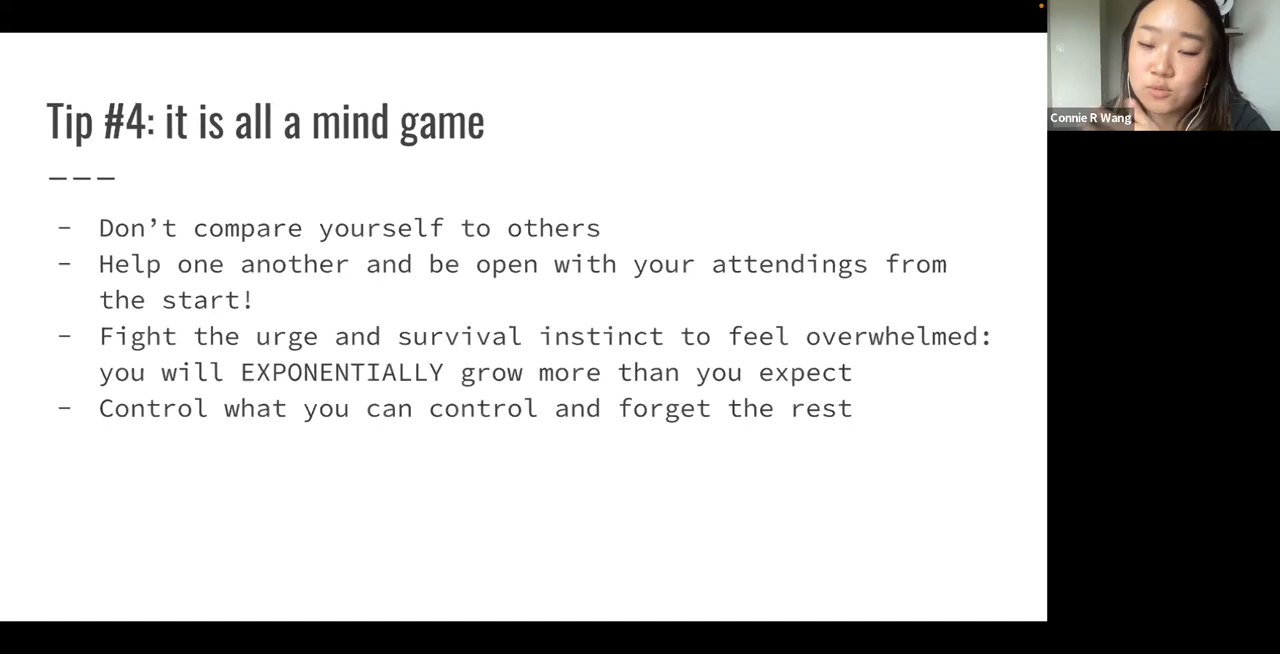 Tip #4: it is all a mind game
– Don’t compare yourself to others
– Help one another and be open with your attendings from
the start!
– Fight the urge and survival instinct to feel overwhelmed:
you will EXPONENTIALLY grow more than you expect
– Control what you can control and forget the rest
Connie R Wang